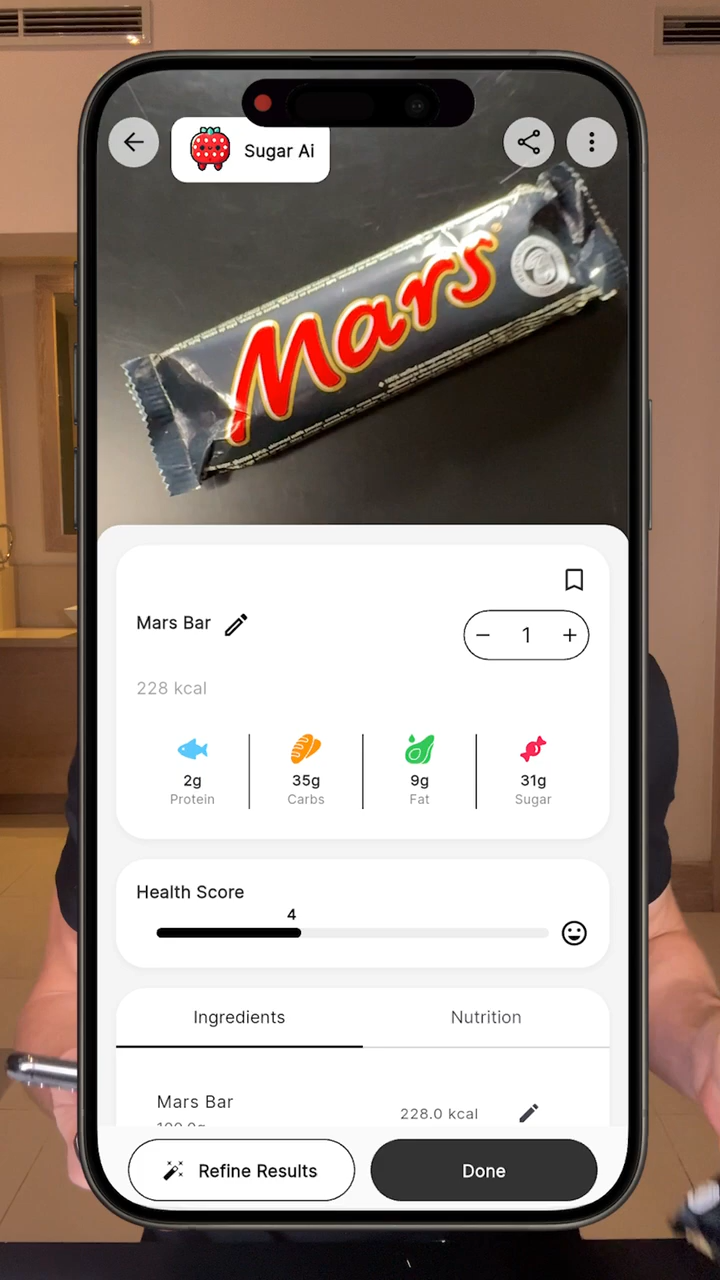 Sugar Ai
Mars
Mars Bar
1
228 kcal
2g
35g
9g
31g
Protein
Carbs
Fat
Sugar
Health Score
4
Ingredients
Nutrition
Mars Bar
228.0 kcal
Refine Results
Done